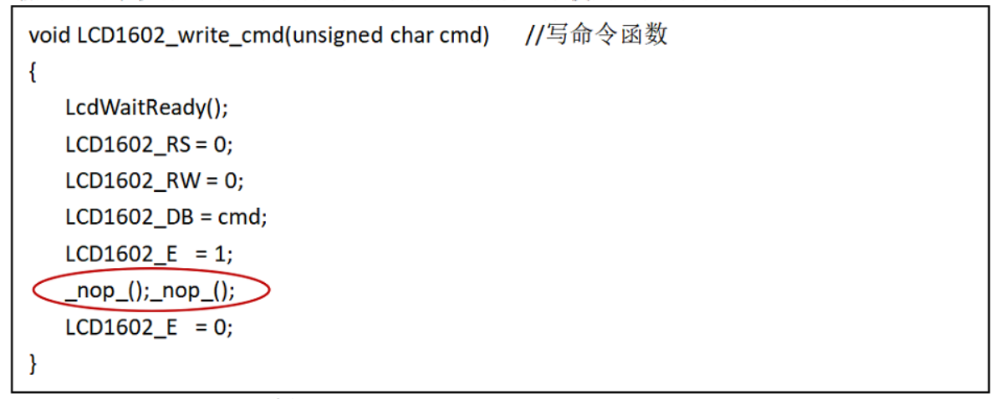 void LCD1602_write_cmd(unsigned char cmd) //写命令函数
{
LcdWaitReady();
LCD1602_RS = 0;
LCD1602_RW = 0;
LCD1602_DB = cmd;
LCD1602_E = 1;
_nop_();_nop_();
LCD1602_E = 0;
}